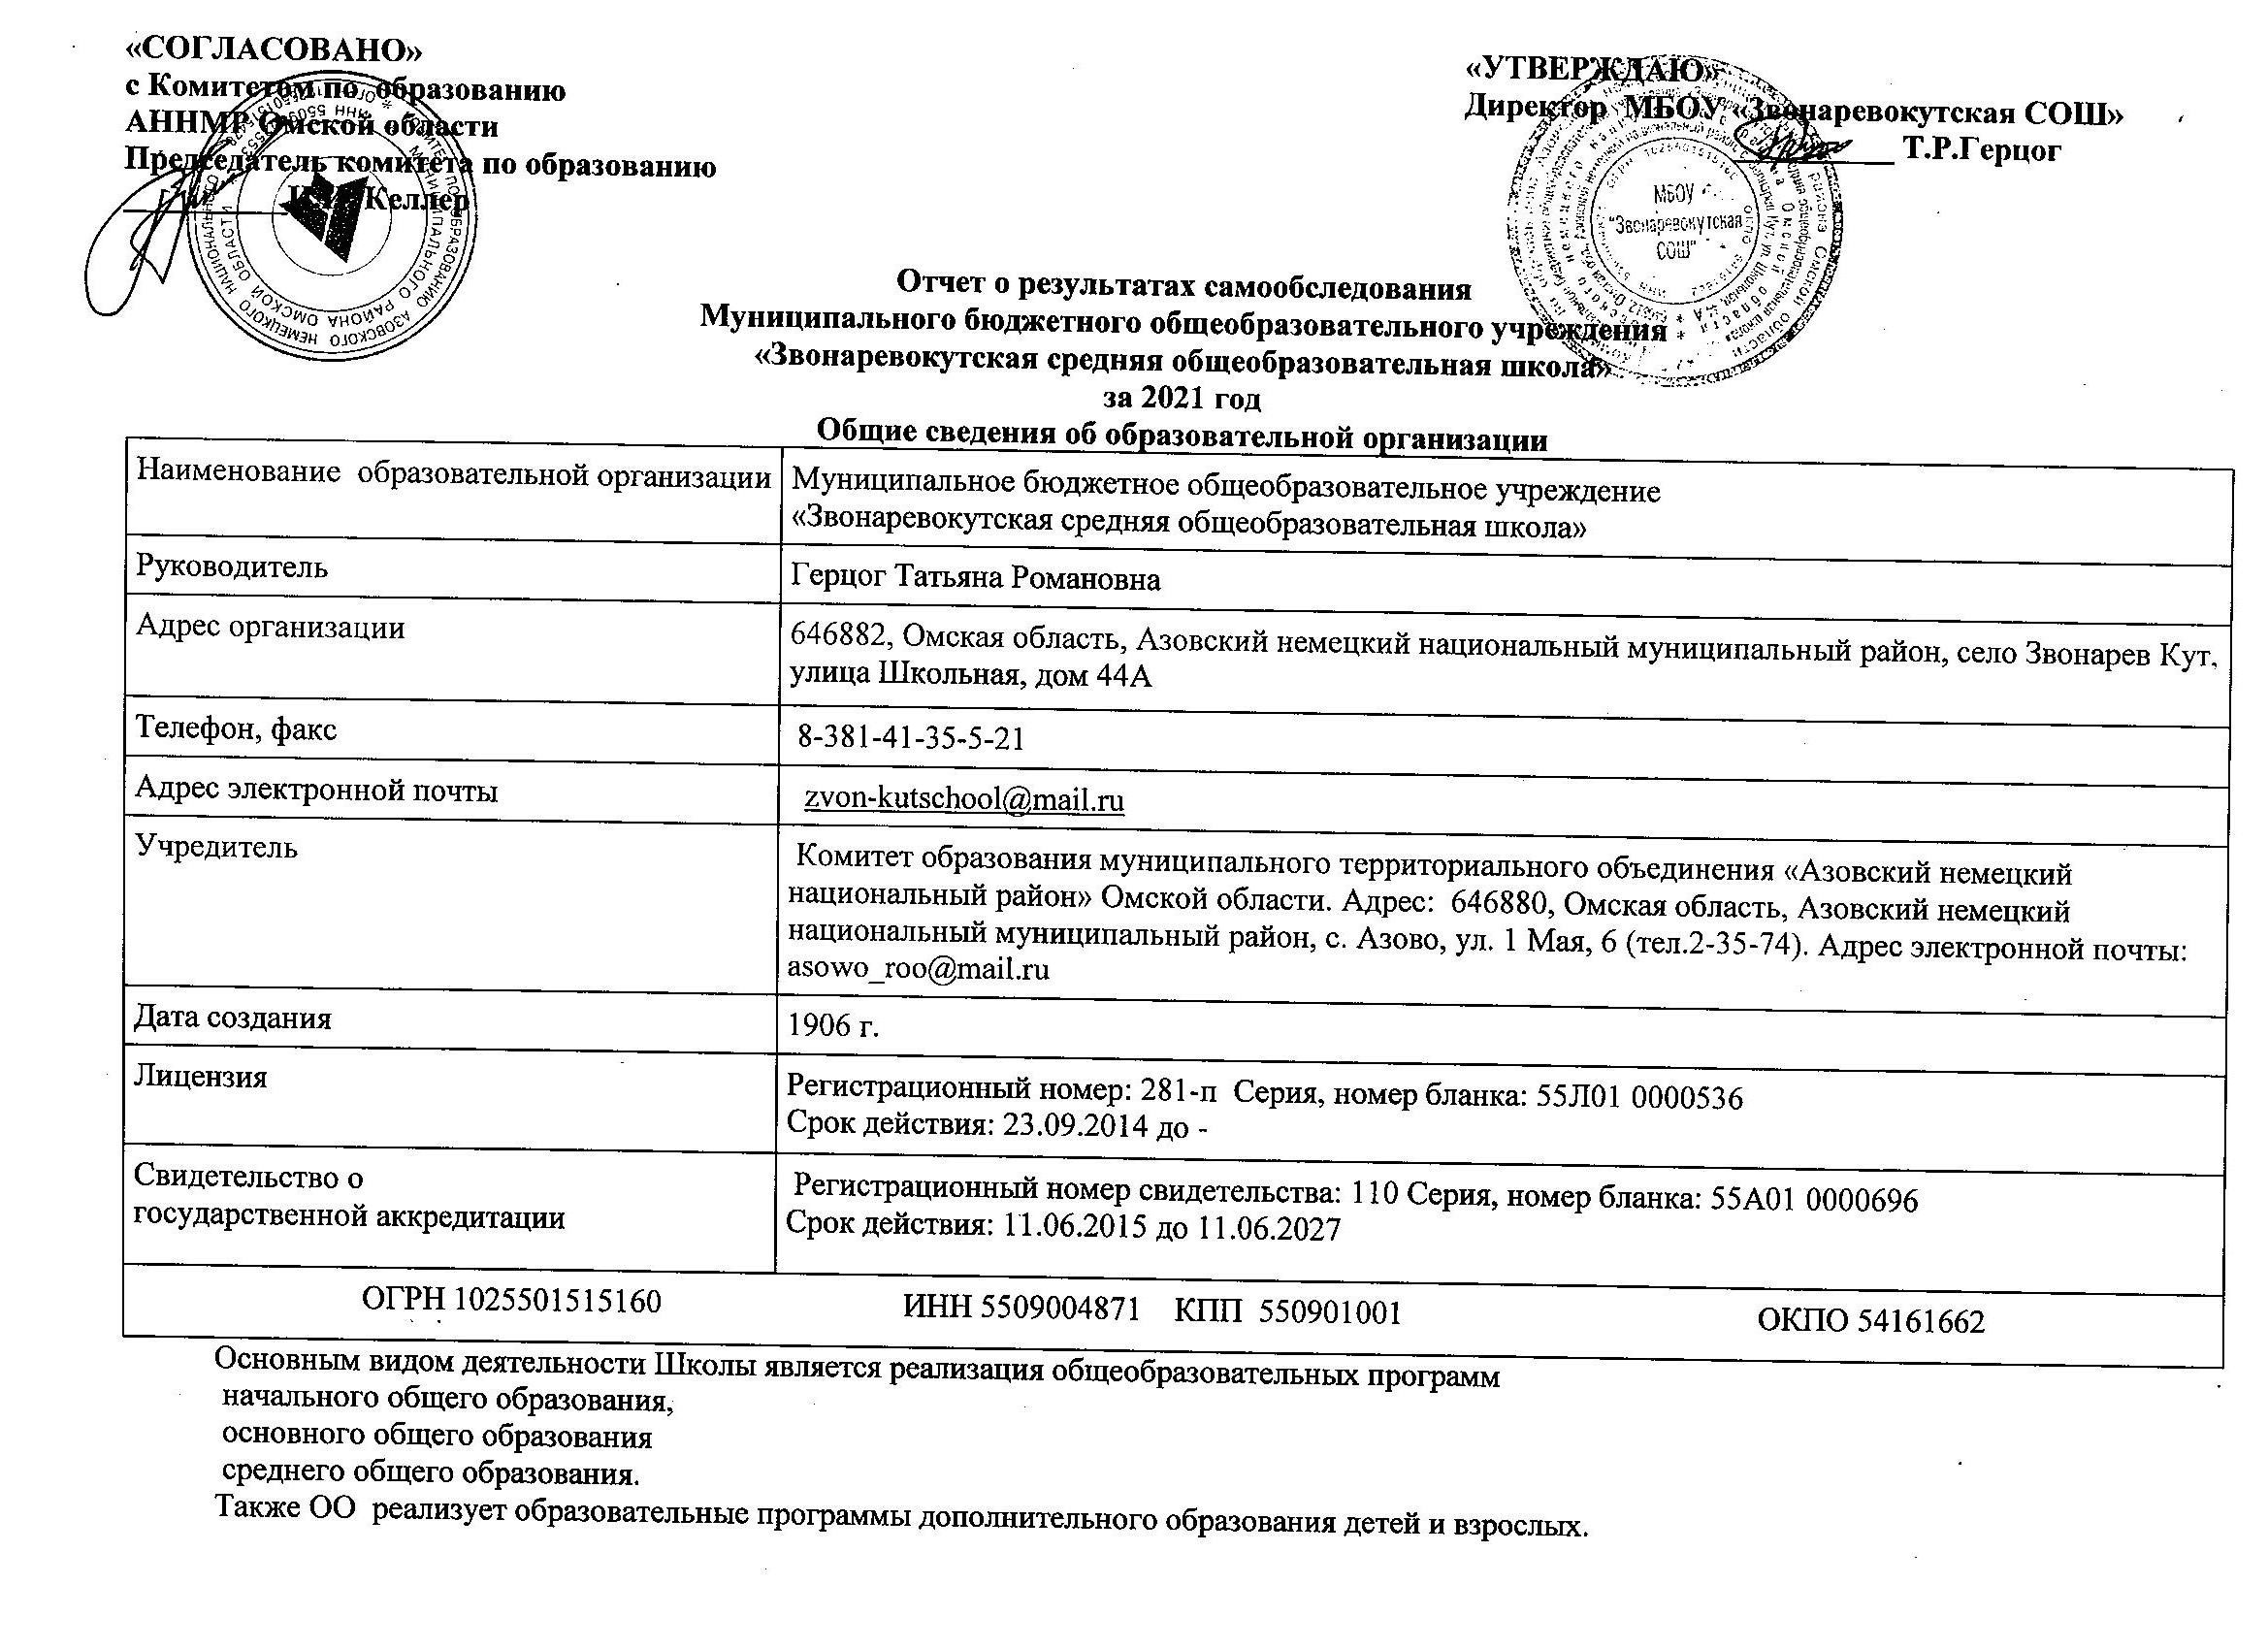 «СОГЛАСОВАНО»
с Комитетом по образованию
АННМР Омской области
Председатель комитета по образованию
Келлер
«УТВЕРЖДАЮ»
Директор МБОУ «Звонаревокутская СОШ»
Т.Р.Герцог
МБОУ
"Звонаревокутская
СОШ"
Отчет о результатах самообследования
Муниципального бюджетного общеобразовательного учреждения
«Звонаревокутская средняя общеобразовательная школа»
за 2021 год
Общие сведения об образовательной организации
Наименование образовательной организации
Муниципальное бюджетное общеобразовательное учреждение
«Звонаревокутская средняя общеобразовательная школа»
Руководитель
Герцог Татьяна Романовна
Адрес организации
646882, Омская область, Азовский немецкий национальный муниципальный район, село Звонарев Кут,
улица Школьная, дом 44А
Телефон, факс
8-381-41-35-5-21
Адрес электронной почты
zvon-kutschool@mail.ru
Учредитель
Комитет образования муниципального территориального объединения «Азовский немецкий
национальный район» Омской области. Адрес: 646880, Омская область, Азовский немецкий
национальный муниципальный район, с. Азово, ул. 1 Мая, 6 (тел.2-35-74). Адрес электронной почты:
asowo_roo@mail.ru
Дата создания
1906 г.
Лицензия
Регистрационный номер: 281-п Серия, номер бланка: 55Л01 0000536
Срок действия: 23.09.2014 до -
Свидетельство о
государственной аккредитации
Регистрационный номер свидетельства: 110 Серия, номер бланка: 55А01 0000696
Срок действия: 11.06.2015 до 11.06.2027
ОГРН 1025501515160 ИНН 5509004871 КПП 550901001 ОКПО 54161662
Основным видом деятельности Школы является реализация общеобразовательных программ
начального общего образования,
основного общего образования
среднего общего образования.
Также ОО реализует образовательные программы дополнительного образования детей и взрослых.